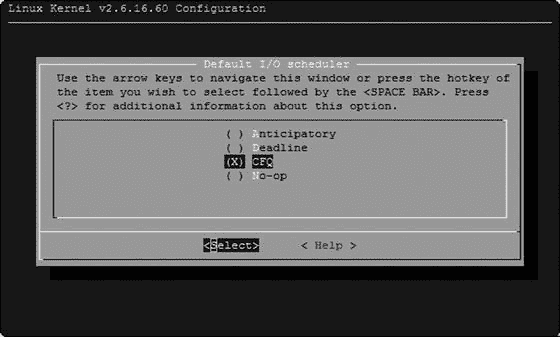 Linux Kernel v2.6.16.60 Configuration
Default I/O scheduler
Use the arrow keys to navigate this window or press the hotkey of
the item you wish to select followed by the <SPACE BAR>. Press
<?> for additional information about this option.
( ) Anticipatory
( ) Deadline
(X) CFQ
( ) No-op
<Select> < Help >